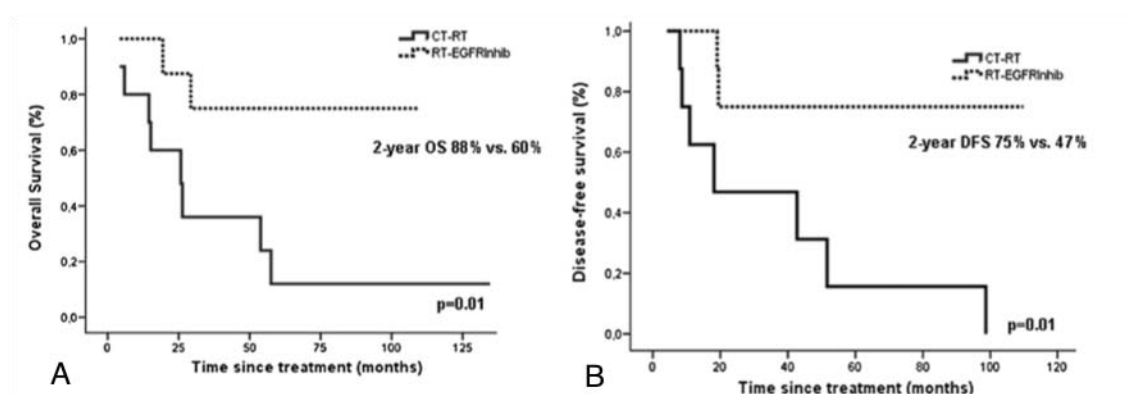 CT-RT
RT-EGFRInhib
1,0
0,8
0,6
0,4
0,2
0,0
Overall Survival (%)
2-year OS 88% vs. 60%
p=0.01
0 25 50 75 100 125
Time since treatment (months)
A
CT-RT
RT-EGFRInhib
1,0
0,8
0,6
0,4
0,2
0,0
Disease-free survival (%)
2-year DFS 75% vs. 47%
p=0.01
0 20 40 60 80 100 120
Time since treatment (months)
B